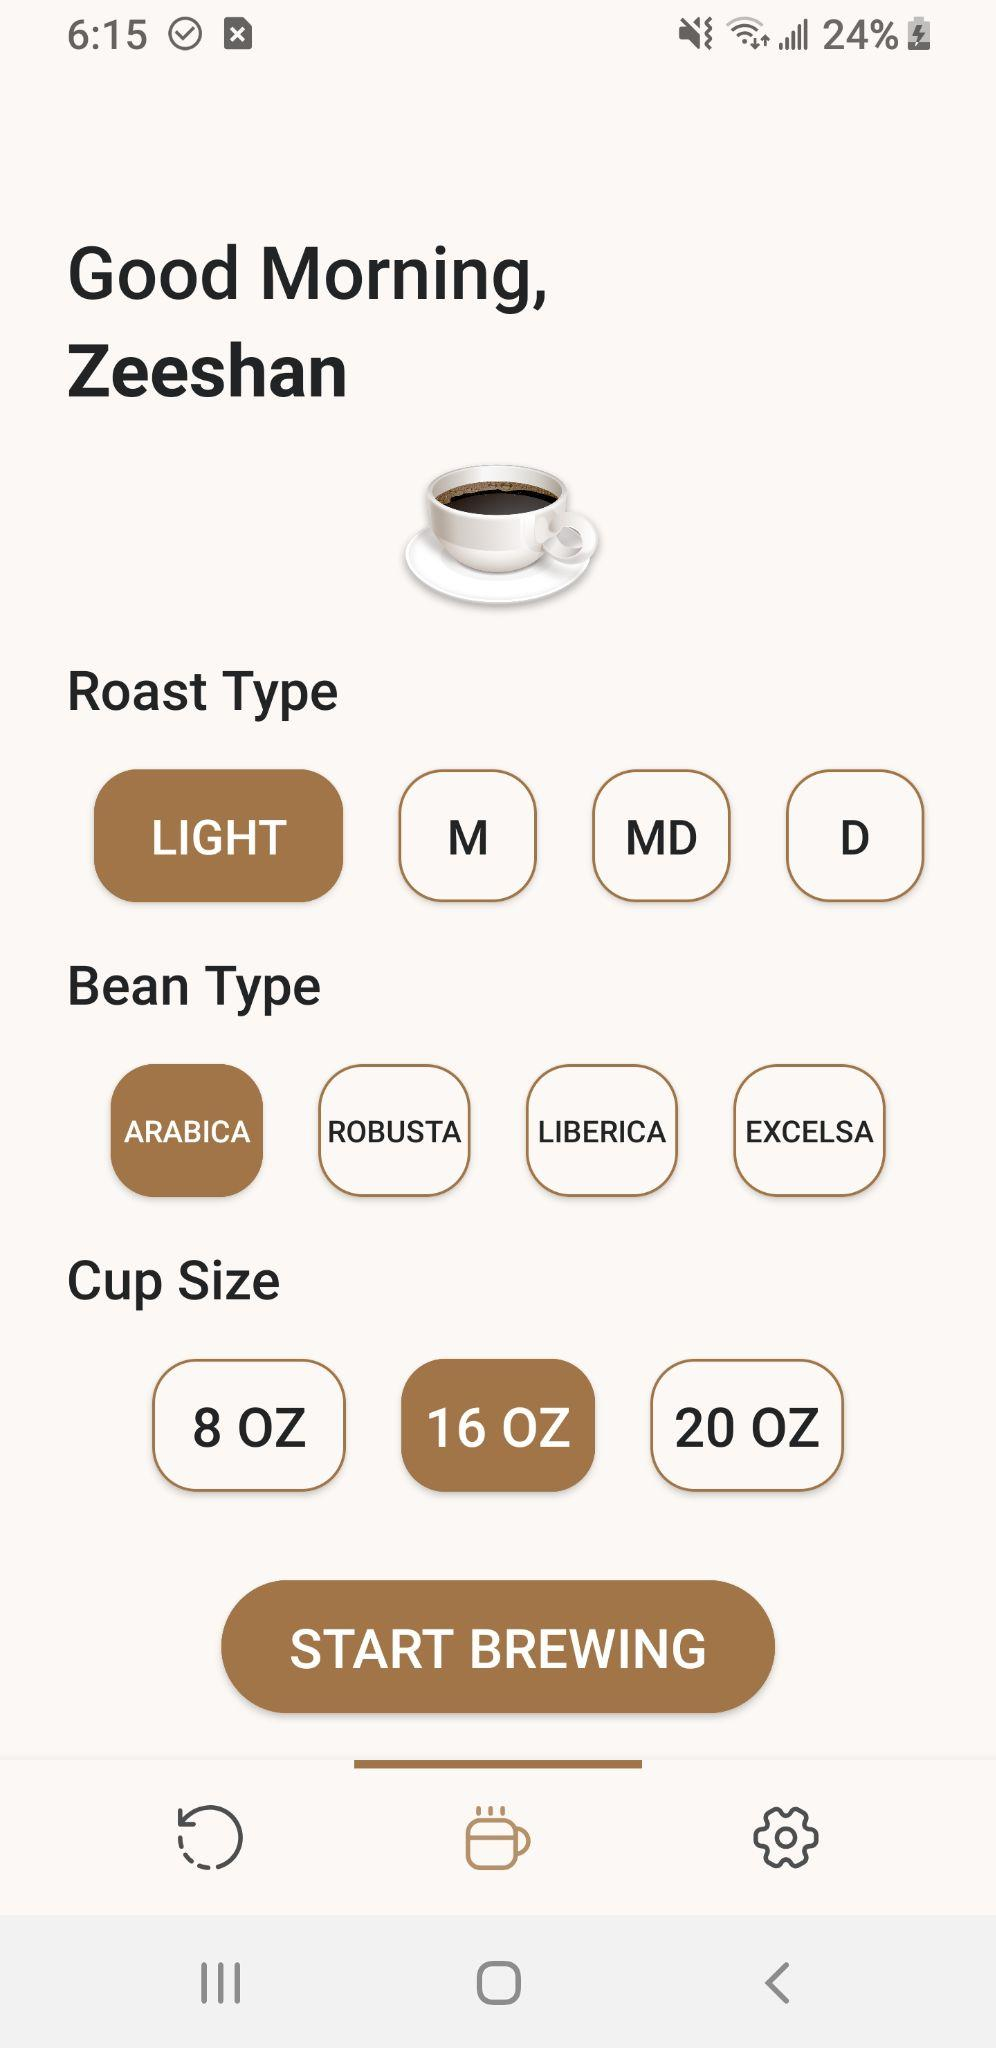 6:15 24%
Good Morning,
Zeeshan
Roast Type
LIGHT M MD D
Bean Type
ARABICA ROBUSTA LIBERICA EXCELSA
Cup Size
8 OZ 16 OZ 20 OZ
START BREWING